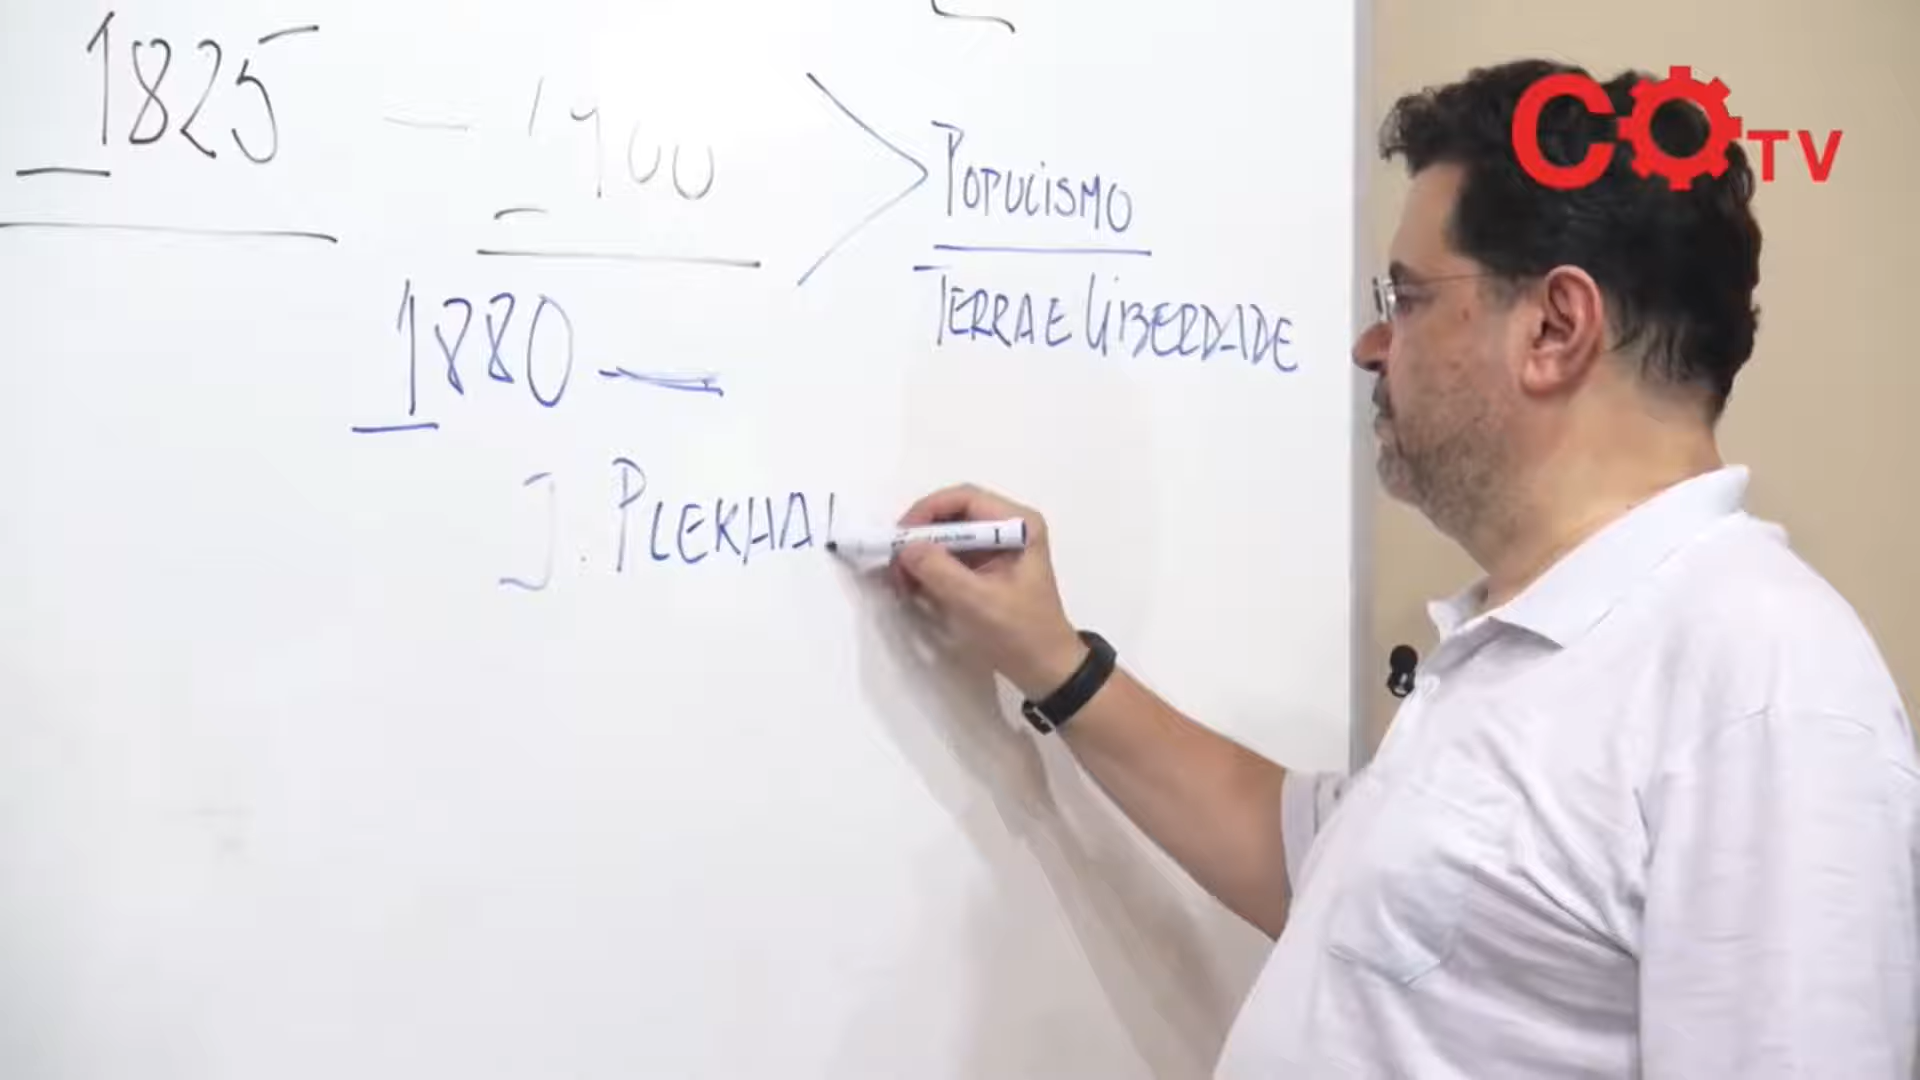 1825 — 1900
POPULISMO
TERRA E LIBERDADE
1880 —
J. PLEKHA
COTV